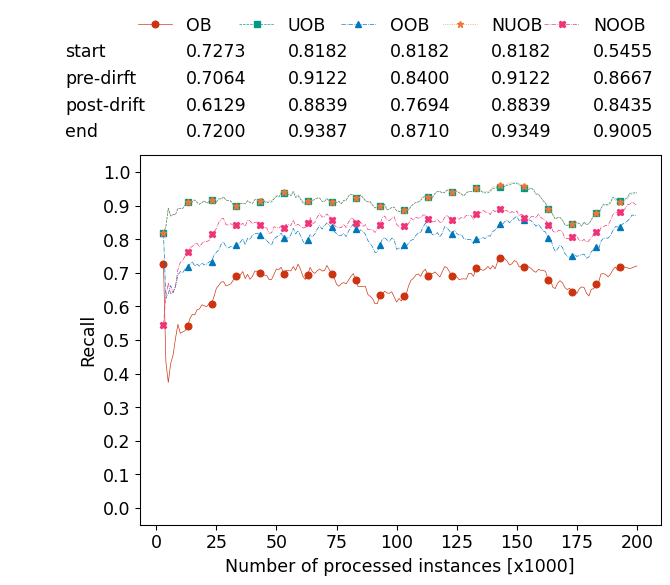 OB UOB OOB NUOB NOOB
start 0.7273 0.8182 0.8182 0.8182 0.5455
pre-dirft 0.7064 0.9122 0.8400 0.9122 0.8667
post-drift 0.6129 0.8839 0.7694 0.8839 0.8435
end 0.7200 0.9387 0.8710 0.9349 0.9005
1.0
0.9
0.8
0.7
0.6
0.5
0.4
0.3
0.2
0.1
0.0
Recall
0 25 50 75 100 125 150 175 200
Number of processed instances [x1000]